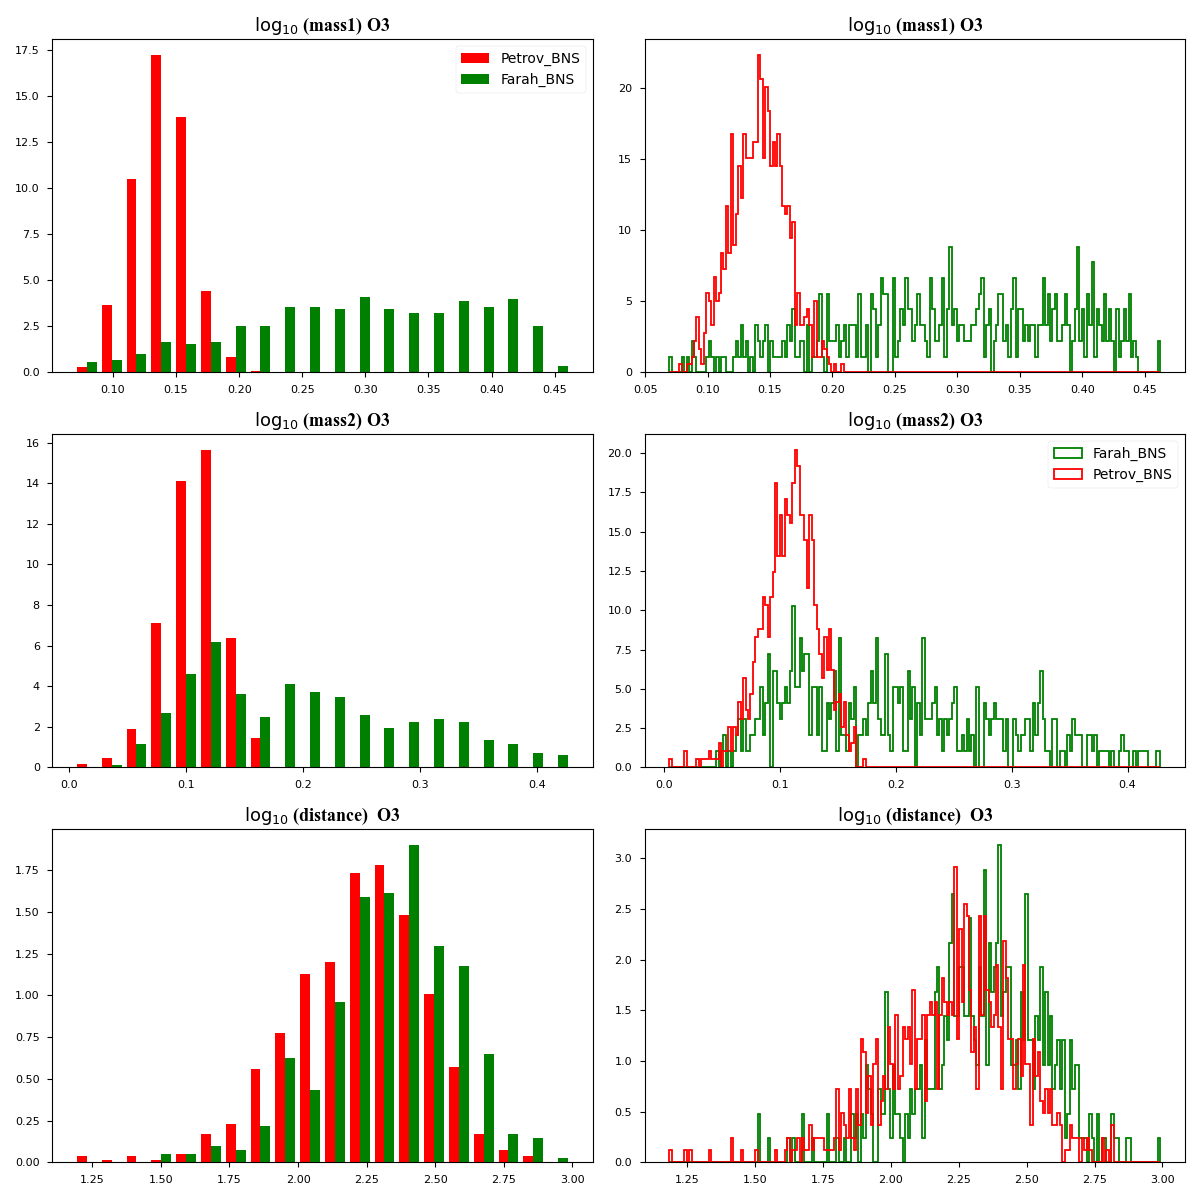 log10 (mass1) O3
17.5
15.0
12.5
10.0
7.5
5.0
2.5
0.0
0.10 0.15 0.20 0.25 0.30 0.35 0.40 0.45
Petrov_BNS
Farah_BNS
log10 (mass1) O3
20
15
10
5
0
0.05 0.10 0.15 0.20 0.25 0.30 0.35 0.40 0.45
log10 (mass2) O3
16
14
12
10
8
6
4
2
0
0.0 0.1 0.2 0.3 0.4
log10 (mass2) O3
20.0
17.5
15.0
12.5
10.0
7.5
5.0
2.5
0.0
0.0 0.1 0.2 0.3 0.4
Farah_BNS
Petrov_BNS
log10 (distance) O3
1.75
1.50
1.25
1.00
0.75
0.50
0.25
0.00
1.25 1.50 1.75 2.00 2.25 2.50 2.75 3.00
log10 (distance) O3
3.0
2.5
2.0
1.5
1.0
0.5
0.0
1.25 1.50 1.75 2.00 2.25 2.50 2.75 3.00